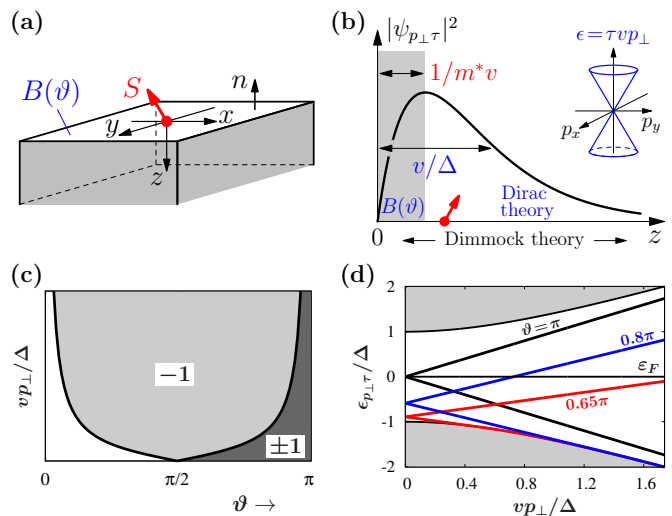 (a)
S
n
B(ϑ)
y
x
z
(b)
|ψ_{p⊥τ}|²
1/m*v
v/Δ
B(ϑ)
Dirac
theory
0
Dimmock theory
z
ϵ=τvp⊥
p_x
p_y
(c)
vp⊥/Δ
−1
±1
0
π/2
π
ϑ →
(d)
ϵ_{p⊥τ}/Δ
2
1
0
-1
-2
ϑ=π
0.8π
ε_F
0.65π
0
0.4
0.8
1.2
1.6
vp⊥/Δ